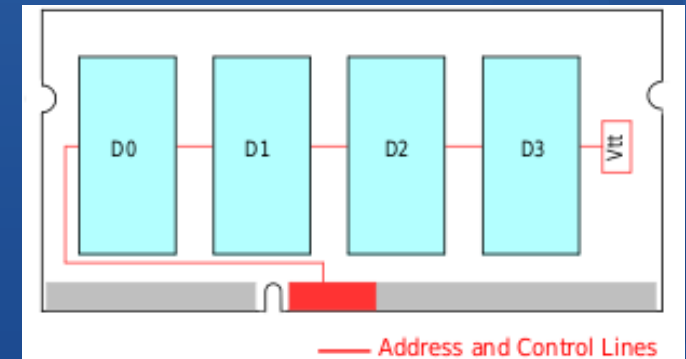 D0 D1 D2 D3 Vtt
Address and Control Lines